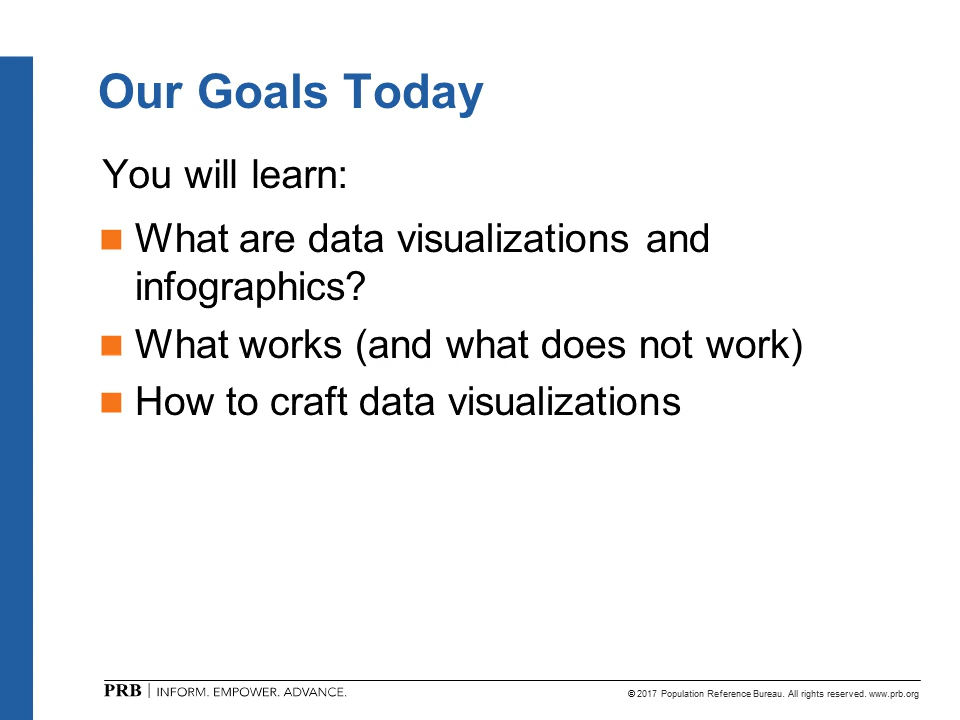 Our Goals Today
You will learn:
What are data visualizations and
infographics?
What works (and what does not work)
How to craft data visualizations
PRB | INFORM. EMPOWER. ADVANCE.
© 2017 Population Reference Bureau. All rights reserved. www.prb.org